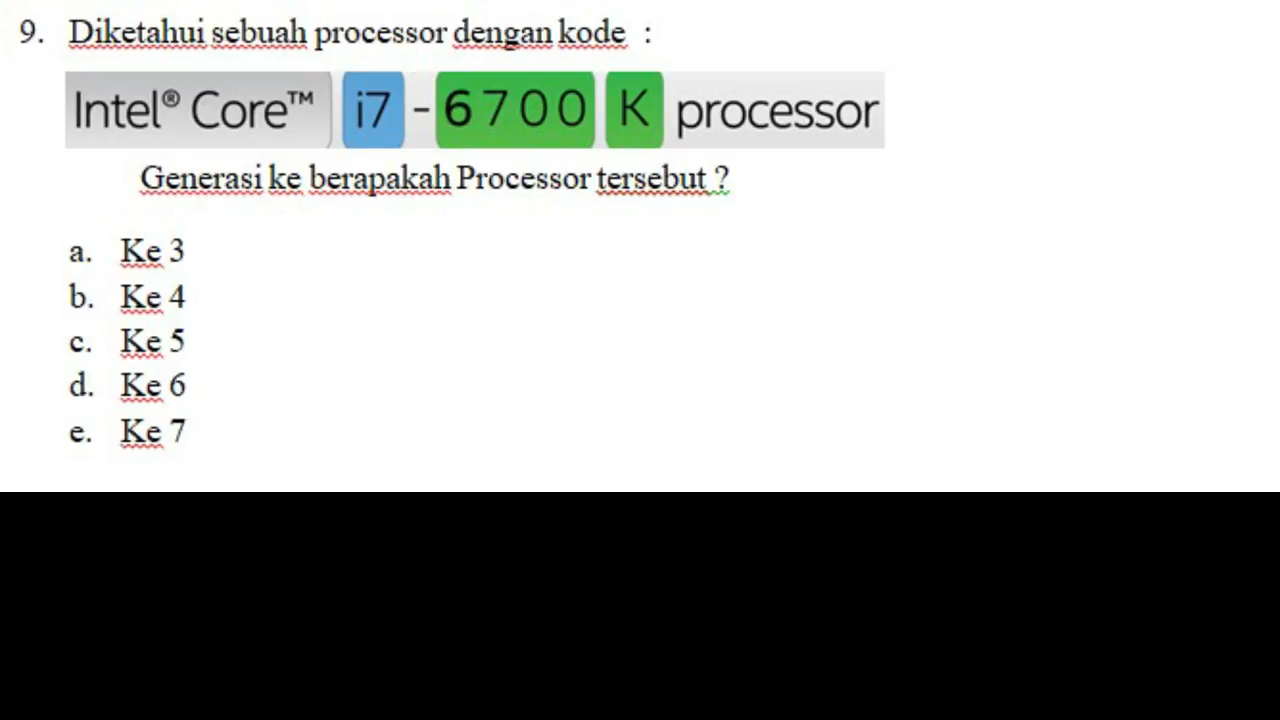 9. Diketahui sebuah processor dengan kode :
Intel® Core™ i7 - 6700 K processor
Generasi ke berapakah Processor tersebut ?
a. Ke 3
b. Ke 4
c. Ke 5
d. Ke 6
e. Ke 7